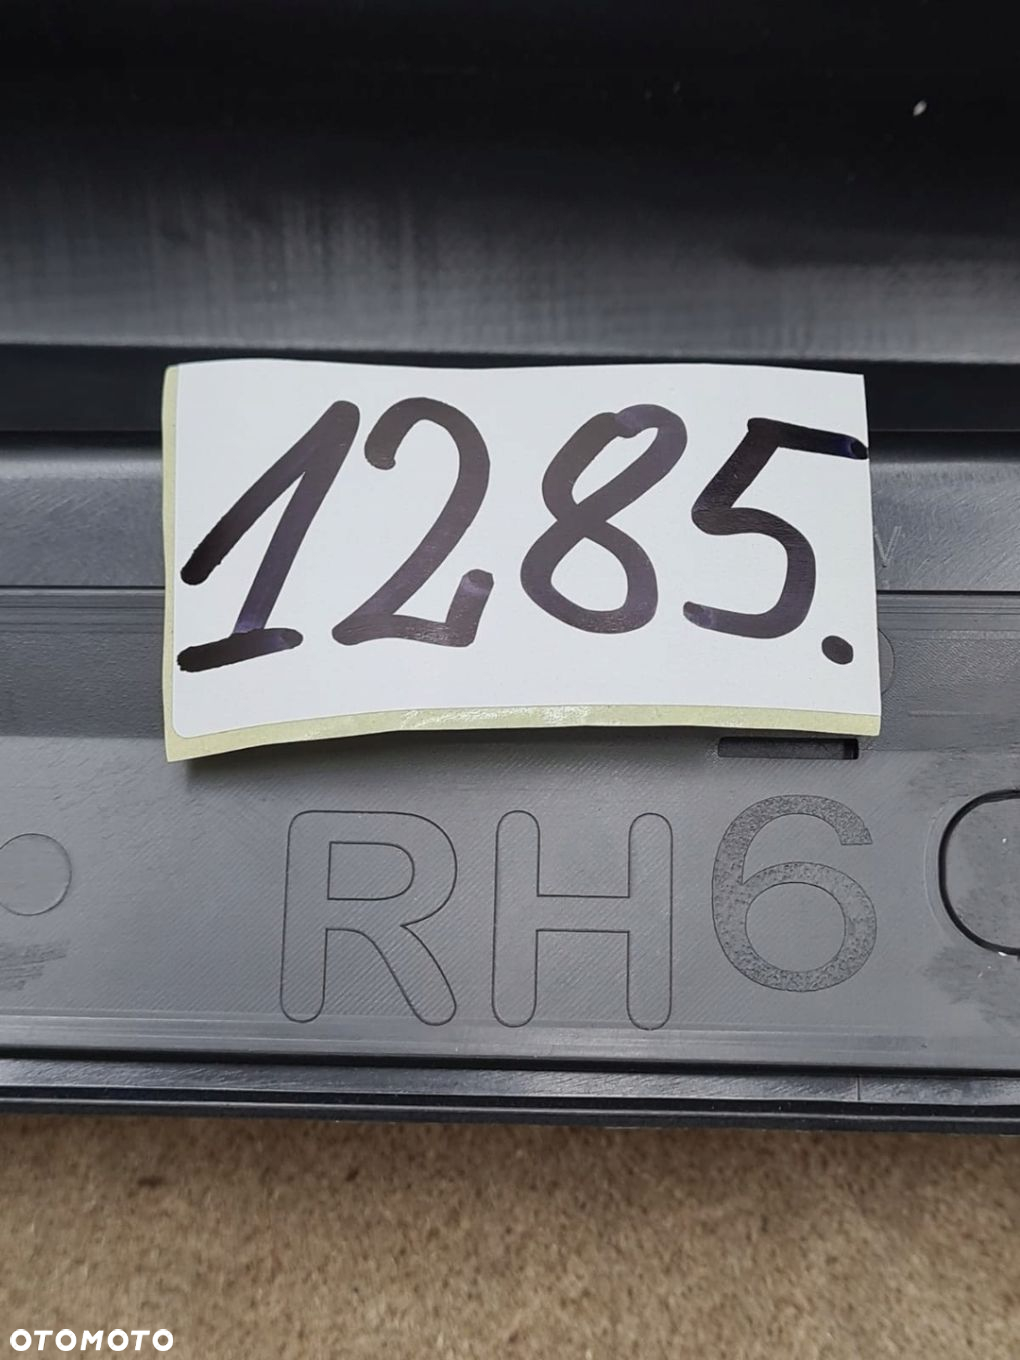 1285.
V
RH6
OTOMOTO